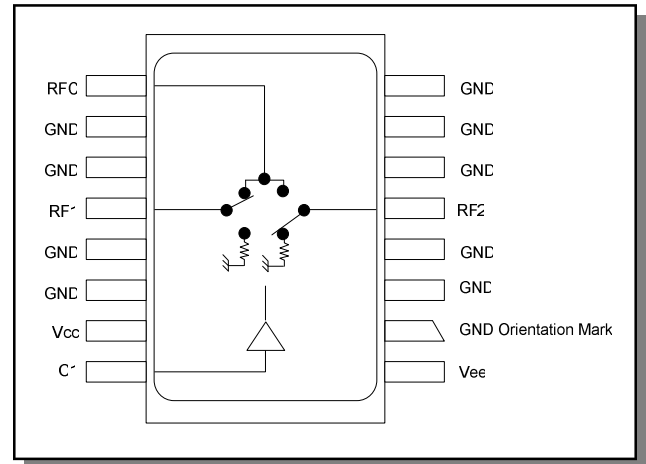 RFC
GND
GND
GND
GND
GND
RF1
RF2
GND
GND
GND
GND
Vcc
GND Orientation Mark
C1
Vee